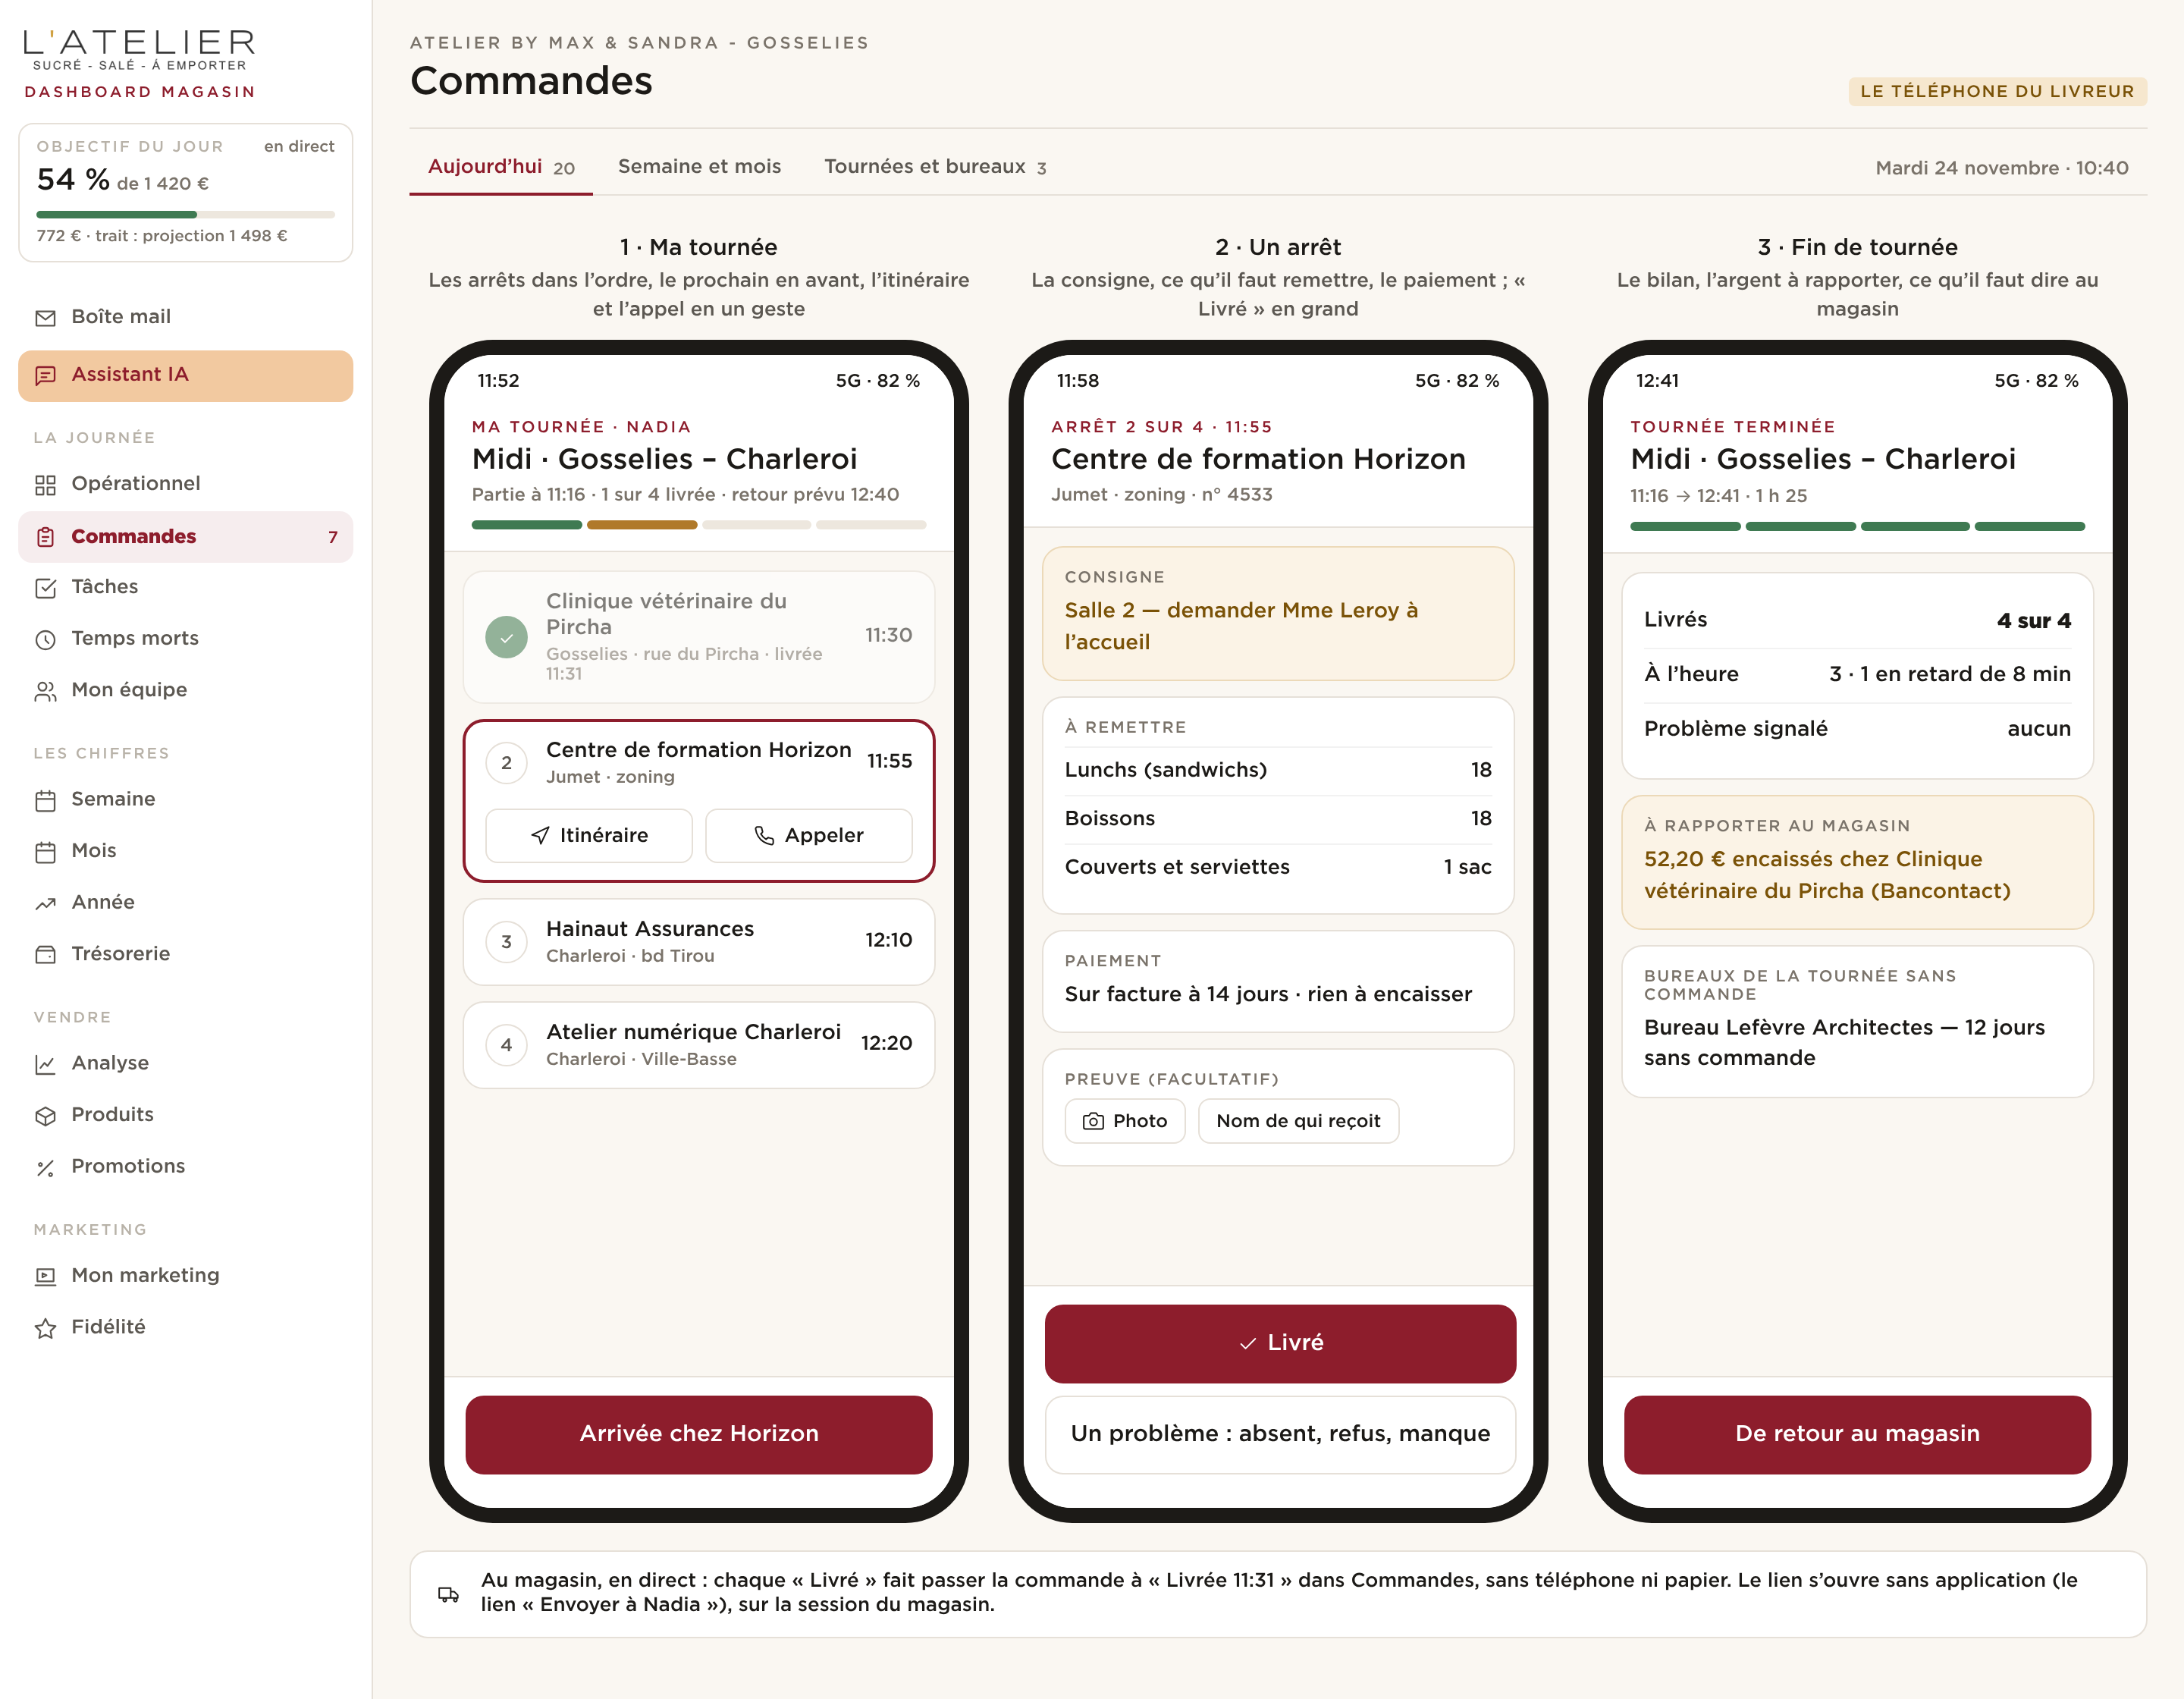 L'ATELIER
SUCRÉ - SALÉ - À EMPORTER
DASHBOARD MAGASIN
OBJECTIF DU JOUR
en direct
54 % de 1 420 €
772 € · trait : projection 1 498 €
Boîte mail
Assistant IA
LA JOURNÉE
Opérationnel
Commandes 7
Tâches
Temps morts
Mon équipe
LES CHIFFRES
Semaine
Mois
Année
Trésorerie
VENDRE
Analyse
Produits
Promotions
MARKETING
Mon marketing
Fidélité
ATELIER BY MAX & SANDRA - GOSSELIES
Commandes
LE TÉLÉPHONE DU LIVREUR
Aujourd’hui 20
Semaine et mois
Tournées et bureaux 3
Mardi 24 novembre · 10:40
1 · Ma tournée
Les arrêts dans l’ordre, le prochain en avant, l’itinéraire
et l’appel en un geste
11:52
5G · 82 %
MA TOURNÉE · NADIA
Midi · Gosselies – Charleroi
Partie à 11:16 · 1 sur 4 livrée · retour prévu 12:40
Clinique vétérinaire du
Pircha
Gosselies · rue du Pircha · livrée
11:31
11:30
2
Centre de formation Horizon
Jumet · zoning
11:55
Itinéraire
Appeler
3
Hainaut Assurances
Charleroi · bd Tirou
12:10
4
Atelier numérique Charleroi
Charleroi · Ville-Basse
12:20
Arrivée chez Horizon
2 · Un arrêt
La consigne, ce qu’il faut remettre, le paiement ; «
Livré » en grand
11:58
5G · 82 %
ARRÊT 2 SUR 4 · 11:55
Centre de formation Horizon
Jumet · zoning · n° 4533
CONSIGNE
Salle 2 — demander Mme Leroy à
l’accueil
À REMETTRE
Lunchs (sandwichs) 18
Boissons 18
Couverts et serviettes 1 sac
PAIEMENT
Sur facture à 14 jours · rien à encaisser
PREUVE (FACULTATIF)
Photo
Nom de qui reçoit
Livré
Un problème : absent, refus, manque
3 · Fin de tournée
Le bilan, l’argent à rapporter, ce qu’il faut dire au
magasin
12:41
5G · 82 %
TOURNÉE TERMINÉE
Midi · Gosselies – Charleroi
11:16 → 12:41 · 1 h 25
Livrés 4 sur 4
À l’heure 3 · 1 en retard de 8 min
Problème signalé aucun
À RAPPORTER AU MAGASIN
52,20 € encaissés chez Clinique
vétérinaire du Pircha (Bancontact)
BUREAUX DE LA TOURNÉE SANS
COMMANDE
Bureau Lefèvre Architectes — 12 jours
sans commande
De retour au magasin
Au magasin, en direct : chaque « Livré » fait passer la commande à « Livrée 11:31 » dans Commandes, sans téléphone ni papier. Le lien s’ouvre sans application (le
lien « Envoyer à Nadia »), sur la session du magasin.